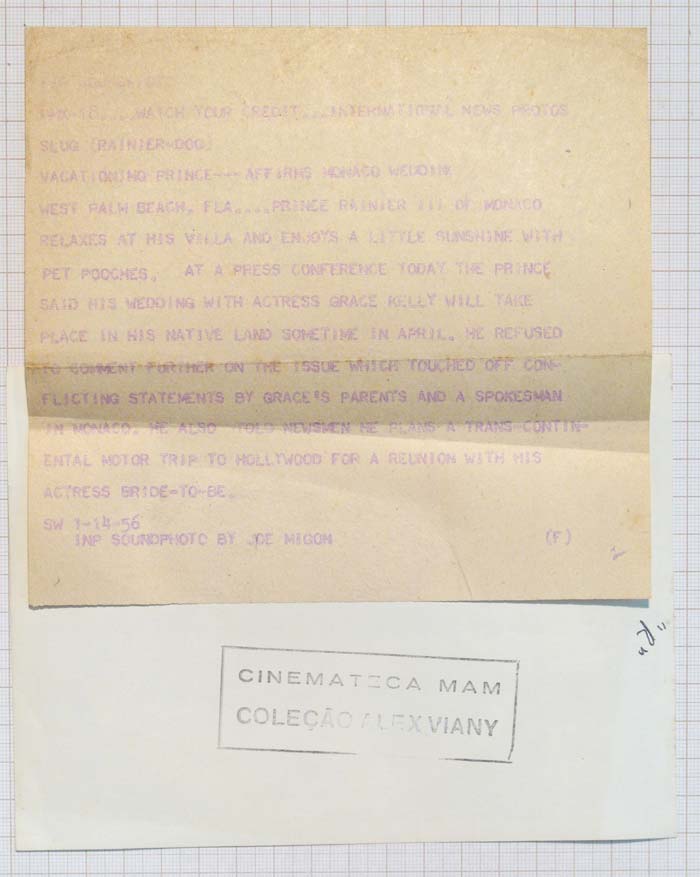 WATCH YOUR CREDIT...INTERNATIONAL NEWS PHOTOS
SLUG (RAINIER-DOG)
VACATIONING PRINCE---AFFIRMS MONACO WEDDING
WEST PALM BEACH, FLA....PRINCE RAINIER III OF MONACO
RELAXES AT HIS VILLA AND ENJOYS A LITTLE SUNSHINE WITH
PET POOCHES. AT A PRESS CONFERENCE TODAY THE PRINCE
SAID HIS WEDDING WITH ACTRESS GRACE KELLY WILL TAKE
PLACE IN HIS NATIVE LAND SOMETIME IN APRIL. HE REFUSED
TO COMMENT FURTHER ON THE ISSUE WHICH TOUCHED OFF CON-
FLICTING STATEMENTS BY GRACE'S PARENTS AND A SPOKESMAN
IN MONACO. HE ALSO TOLD NEWSMEN HE PLANS A TRANS-CONTIN-
ENTAL MOTOR TRIP TO HOLLYWOOD FOR A REUNION WITH HIS
ACTRESS BRIDE-TO-BE.
SW 1-14-56
INP SOUNDPHOTO BY JOE MIGON (F)
"R"
CINEMATECA MAM
COLEÇÃO ALEX VIANY